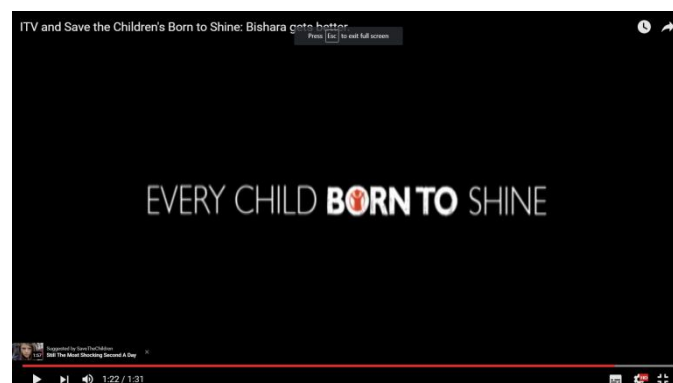 ITV and Save the Children's Born to Shine: Bishara gets better.
Press Esc to exit full screen
EVERY CHILD BORN TO SHINE
Suggested by SaveTheChildren
Still The Most Shocking Second A Day
1:57
1:22 / 1:31